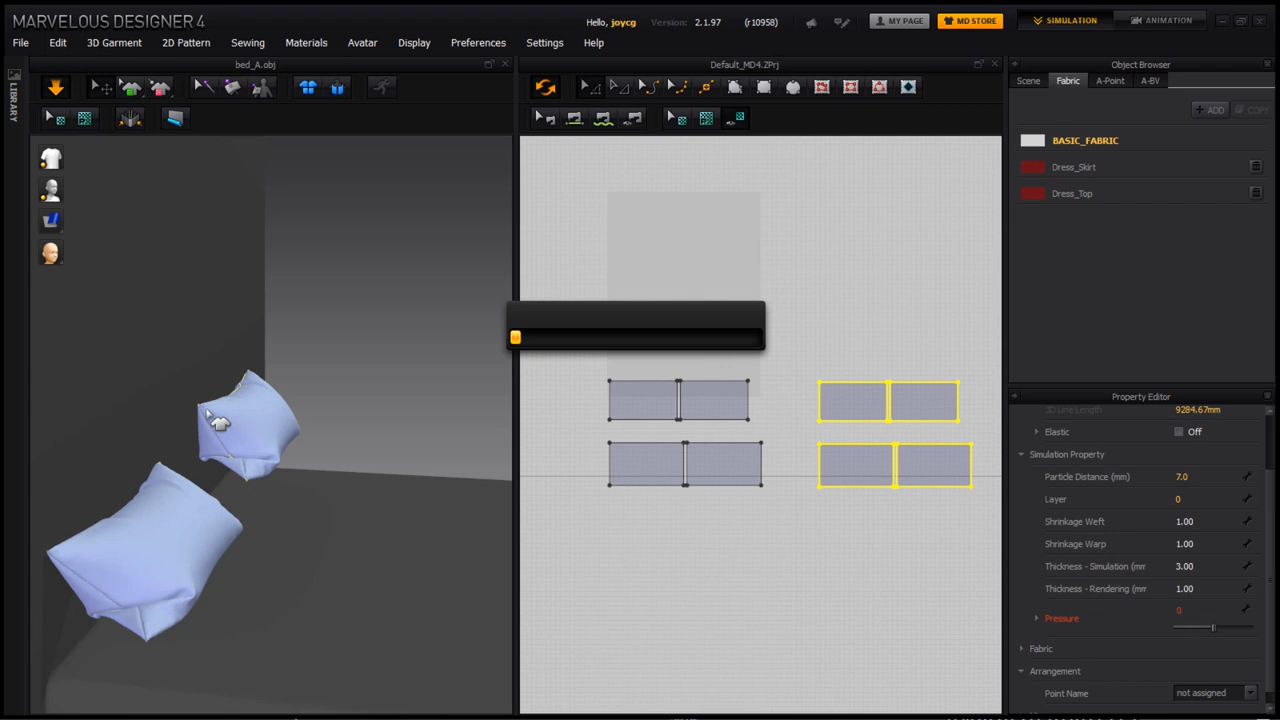 MARVELOUS DESIGNER 4
Hello, joycg Version: 2.1.97 (r10958) MY PAGE MD STORE SIMULATION ANIMATION
File Edit 3D Garment 2D Pattern Sewing Materials Avatar Display Preferences Settings Help
LIBRARY
bed_A.obj
Default_MD4.ZPrj
Object Browser
Scene Fabric A-Point A-BV
+ ADD COPY
BASIC_FABRIC
Dress_Skirt
Dress_Top
Property Editor
3D Line Length 9284.67mm
Elastic Off
Simulation Property
Particle Distance (mm) 7.0
Layer 0
Shrinkage Weft 1.00
Shrinkage Warp 1.00
Thickness - Simulation (mm 3.00
Thickness - Rendering (mm 1.00
Pressure 0
Fabric
Arrangement
Point Name not assigned